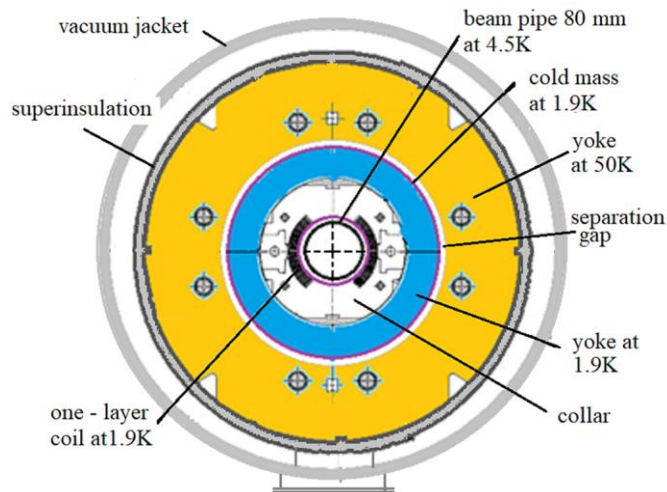 vacuum jacket
superinsulation
one - layer
coil at1.9K
beam pipe 80 mm
at 4.5K
cold mass
at 1.9K
yoke
at 50K
separation
gap
yoke at
1.9K
collar